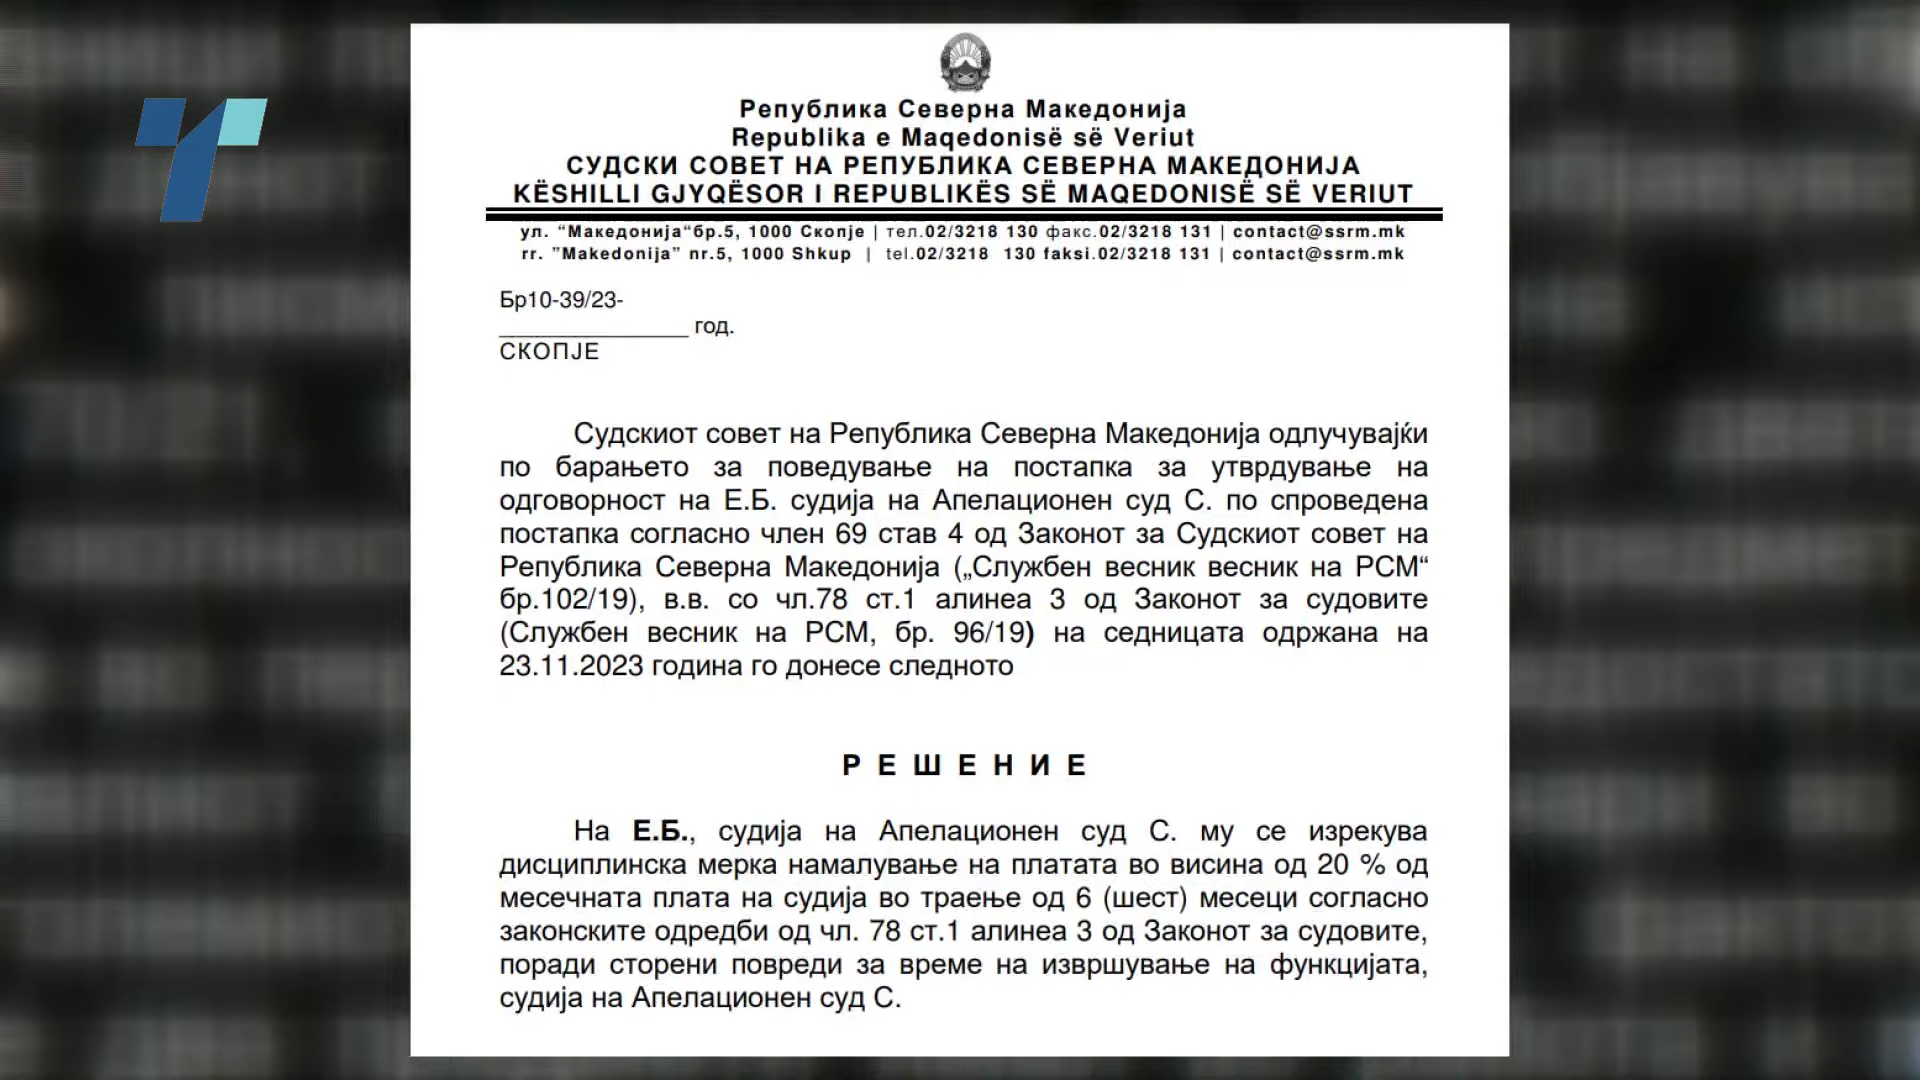 Република Северна Македонија
Republika e Maqedonisë së Veriut
СУДСКИ СОВЕТ НА РЕПУБЛИКА СЕВЕРНА МАКЕДОНИЈА
KËSHILLI GJYQËSOR I REPUBLIKËS SË MAQEDONISË SË VERIUT
ул. “Македонија“бр.5, 1000 Скопје | тел.02/3218 130 факс.02/3218 131 | contact@ssrm.mk
rr. ”Makedonija” nr.5, 1000 Shkup | tel.02/3218 130 faksi.02/3218 131 | contact@ssrm.mk
Бр10-39/23-
_______________ год.
СКОПЈЕ
Судскиот совет на Република Северна Македонија одлучувајќи
по барањето за поведување на постапка за утврдување на
одговорност на Е.Б. судија на Апелационен суд С. по спроведена
постапка согласно член 69 став 4 од Законот за Судскиот совет на
Република Северна Македонија („Службен весник весник на РСМ“
бр.102/19), в.в. со чл.78 ст.1 алинеа 3 од Законот за судовите
(Службен весник на РСМ, бр. 96/19) на седницата одржана на
23.11.2023 година го донесе следното
Р Е Ш Е Н И Е
На Е.Б., судија на Апелационен суд С. му се изрекува
дисциплинска мерка намалување на платата во висина од 20 % од
месечната плата на судија во траење од 6 (шест) месеци согласно
законските одредби од чл. 78 ст.1 алинеа 3 од Законот за судовите,
поради сторени повреди за време на извршување на функцијата,
судија на Апелационен суд С.